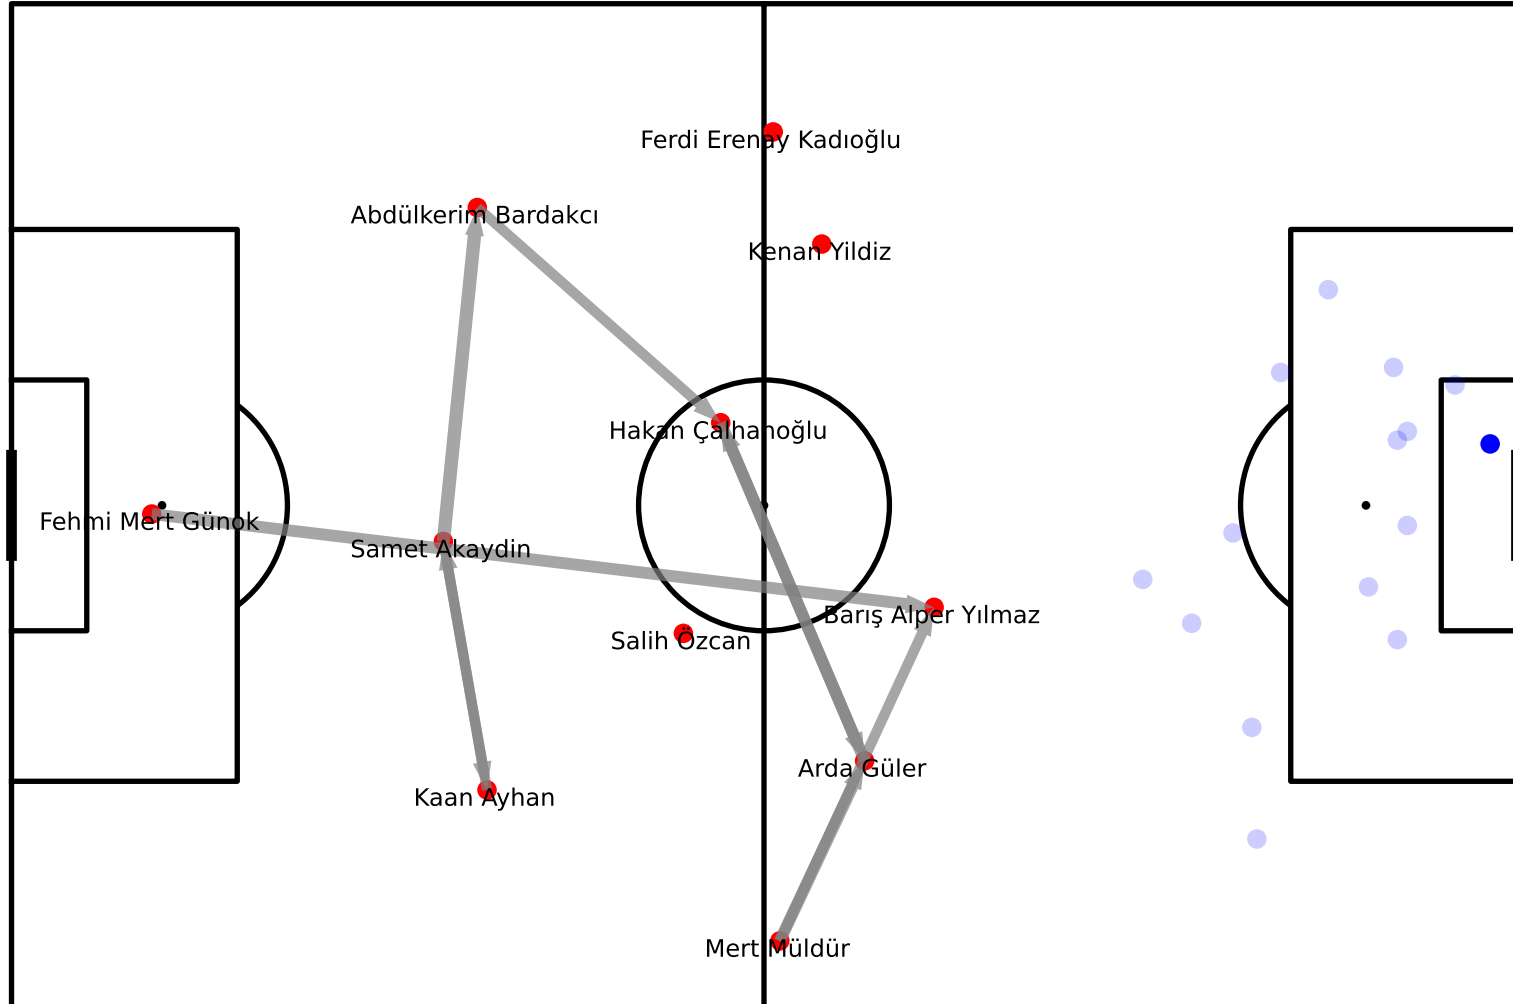 Ferdi Erenay Kadıoğlu
Abdülkerim Bardakcı
Kenan Yildiz
Hakan Çalhanoğlu
Fehmi Mert Günok
Samet Akaydin
Barış Alper Yılmaz
Salih Özcan
Arda Güler
Kaan Ayhan
Mert Müldür